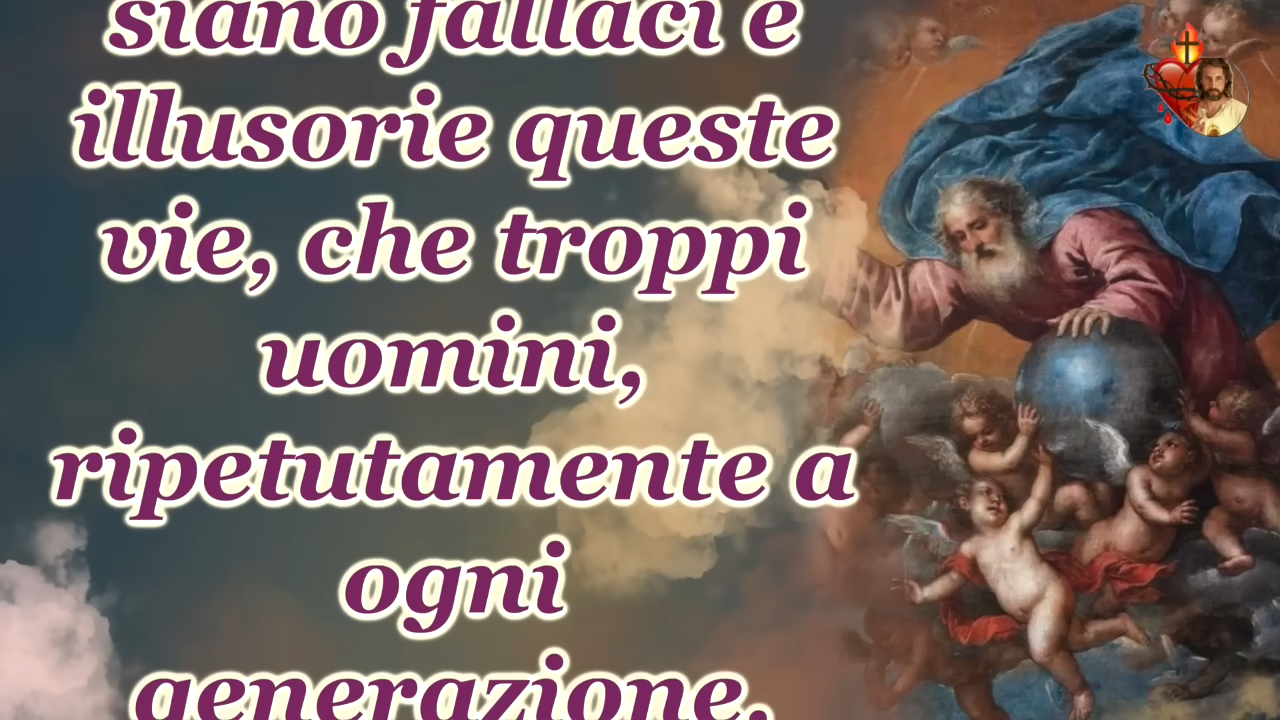 siano fallaci e
illusorie queste
vie, che troppi
uomini,
ripetutamente a
ogni
generazione,